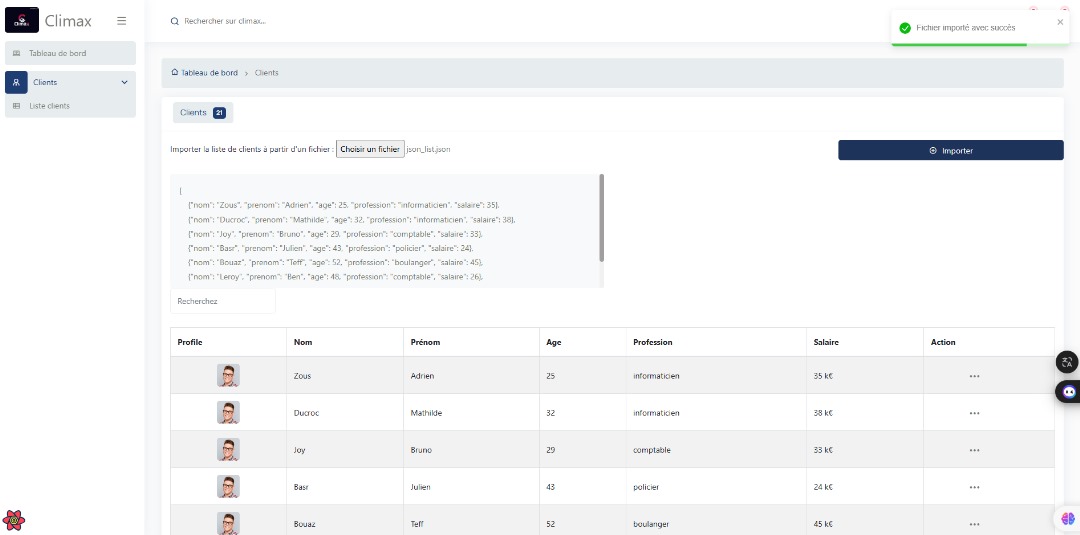 Climax
Climax
Rechercher sur climax...
Fichier importé avec succès
Tableau de bord
Clients
Liste clients
Tableau de bord > Clients
Clients 21
Importer la liste de clients à partir d'un fichier : Choisir un fichier json_list.json
Importer
[
{"nom": "Zous", "prenom": "Adrien", "age": 25, "profession": "informaticien", "salaire": 35},
{"nom": "Ducroc", "prenom": "Mathilde", "age": 32, "profession": "informaticien", "salaire": 38},
{"nom": "Joy", "prenom": "Bruno", "age": 29, "profession": "comptable", "salaire": 33},
{"nom": "Basr", "prenom": "Julien", "age": 43, "profession": "policier", "salaire": 24},
{"nom": "Bouaz", "prenom": "Teff", "age": 52, "profession": "boulanger", "salaire": 45},
{"nom": "Leroy", "prenom": "Ben", "age": 48, "profession": "comptable", "salaire": 26},
Recherchez
Profile Nom Prénom Age Profession Salaire Action
Zous Adrien 25 informaticien 35 k€
Ducroc Mathilde 32 informaticien 38 k€
Joy Bruno 29 comptable 33 k€
Basr Julien 43 policier 24 k€
Bouaz Teff 52 boulanger 45 k€